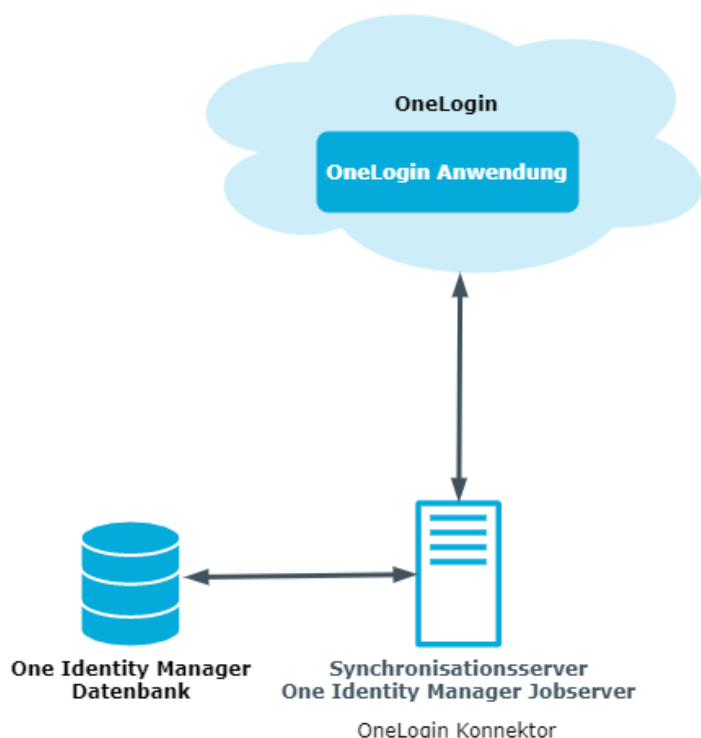 OneLogin
OneLogin Anwendung
One Identity Manager
Datenbank
Synchronisationsserver
One Identity Manager Jobserver
OneLogin Konnektor